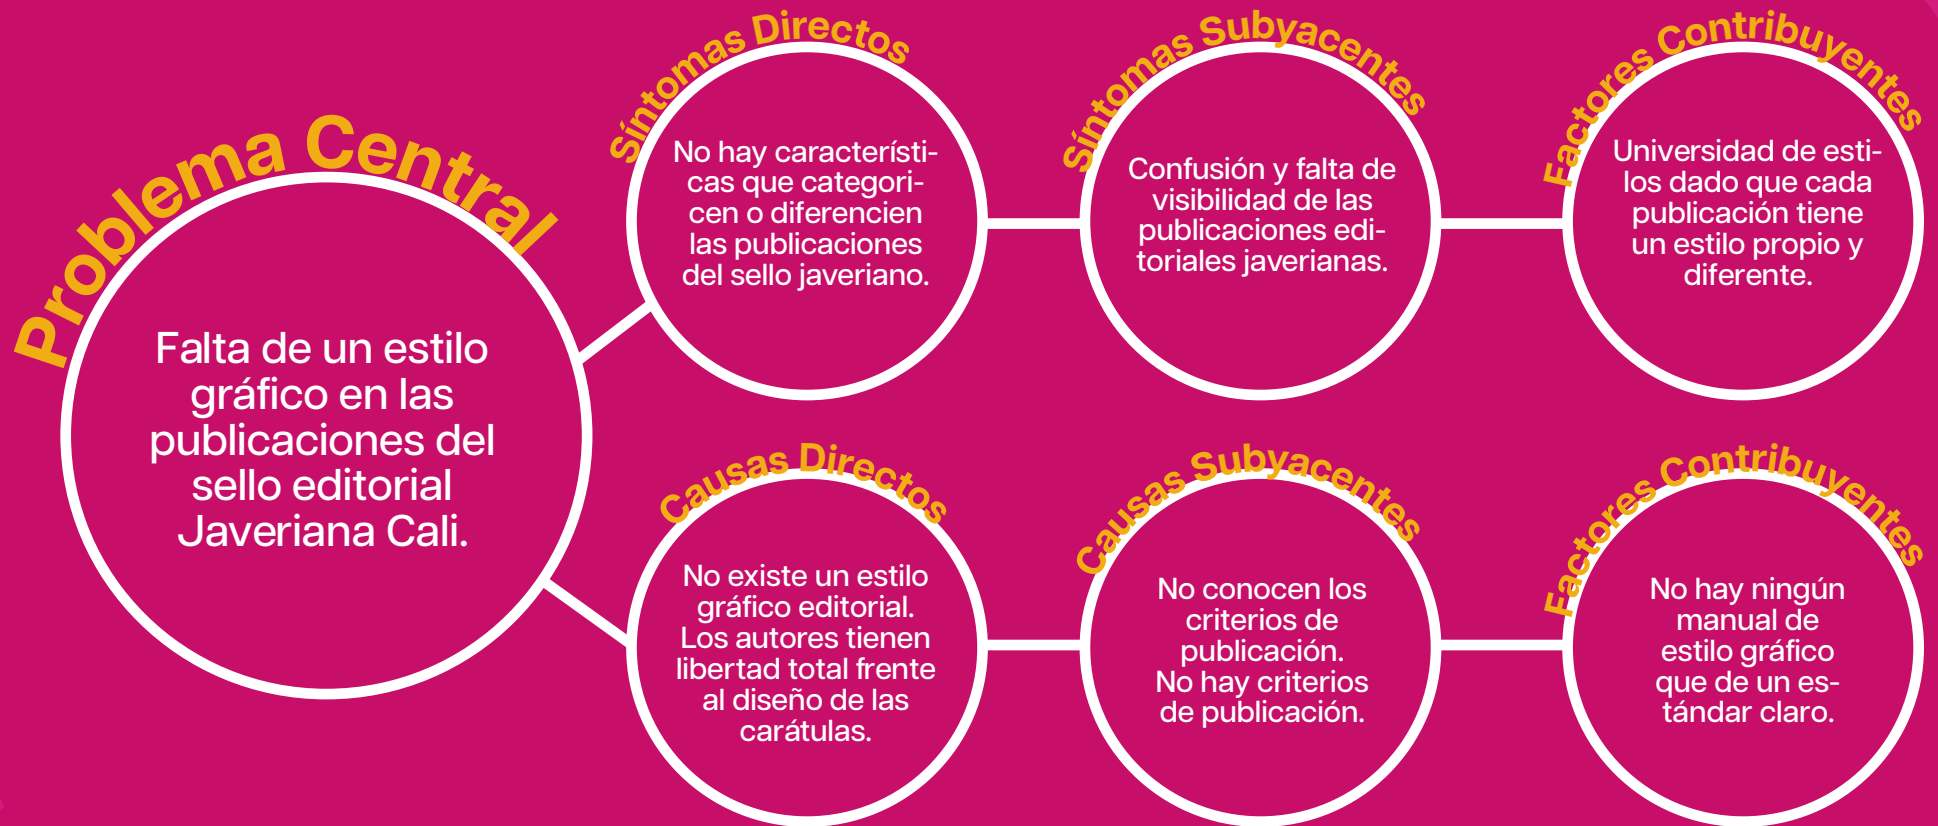 Problema Central
Falta de un estilo
gráfico en las
publicaciones del
sello editorial
Javeriana Cali.
Síntomas Directos
No hay característi-
cas que categori-
cen o diferencien
las publicaciones
del sello javeriano.
Síntomas Subyacentes
Confusión y falta de
visibilidad de las
publicaciones edi-
toriales javerianas.
Factores Contribuyentes
Universidad de esti-
los dado que cada
publicación tiene
un estilo propio y
diferente.
Causas Directos
No existe un estilo
gráfico editorial.
Los autores tienen
libertad total frente
al diseño de las
carátulas.
Causas Subyacentes
No conocen los
criterios de
publicación.
No hay criterios
de publicación.
Factores Contribuyentes
No hay ningún
manual de
estilo gráfico
que de un es-
tándar claro.